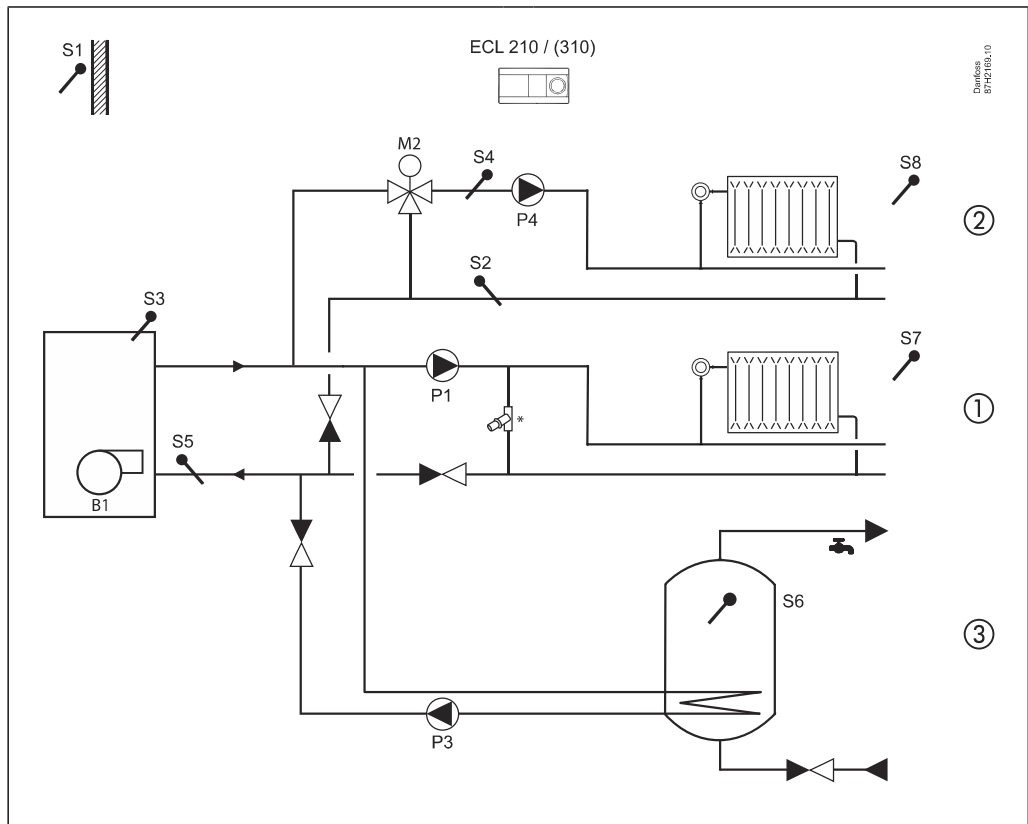 S1
ECL 210 / (310)
Danfoss
87H2169.10
M2
S4
S8
P4
②
S2
S3
S7
P1
*
①
S5
B1
S6
③
P3